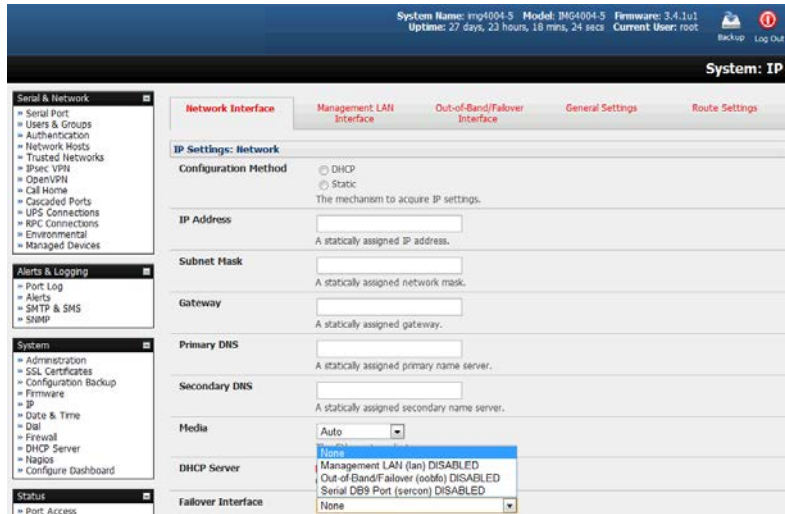 System Name: img4004-5 Model: IMG4004-5 Firmware: 3.4.1u1
Uptime: 27 days, 23 hours, 18 mins, 24 secs Current User: root
Backup Log Out
System: IP
Serial & Network
» Serial Port
» Users & Groups
» Authentication
» Network Hosts
» Trusted Networks
» IPsec VPN
» OpenVPN
» Call Home
» Cascaded Ports
» UPS Connections
» RPC Connections
» Environmental
» Managed Devices
Alerts & Logging
» Port Log
» Alerts
» SMTP & SMS
» SNMP
System
» Administration
» SSL Certificates
» Configuration Backup
» Firmware
» IP
» Date & Time
» Dial
» Firewall
» DHCP Server
» Nagios
» Configure Dashboard
Status
» Port Access
Network Interface
Management LAN Interface
Out-of-Band/Failover Interface
General Settings
Route Settings
IP Settings: Network
Configuration Method
DHCP
Static
The mechanism to acquire IP settings.
IP Address
A statically assigned IP address.
Subnet Mask
A statically assigned network mask.
Gateway
A statically assigned gateway.
Primary DNS
A statically assigned primary name server.
Secondary DNS
A statically assigned secondary name server.
Media
Auto
DHCP Server
None
Management LAN (lan) DISABLED
Out-of-Band/Failover (oobfo) DISABLED
Serial DB9 Port (sercon) DISABLED
Failover Interface
None